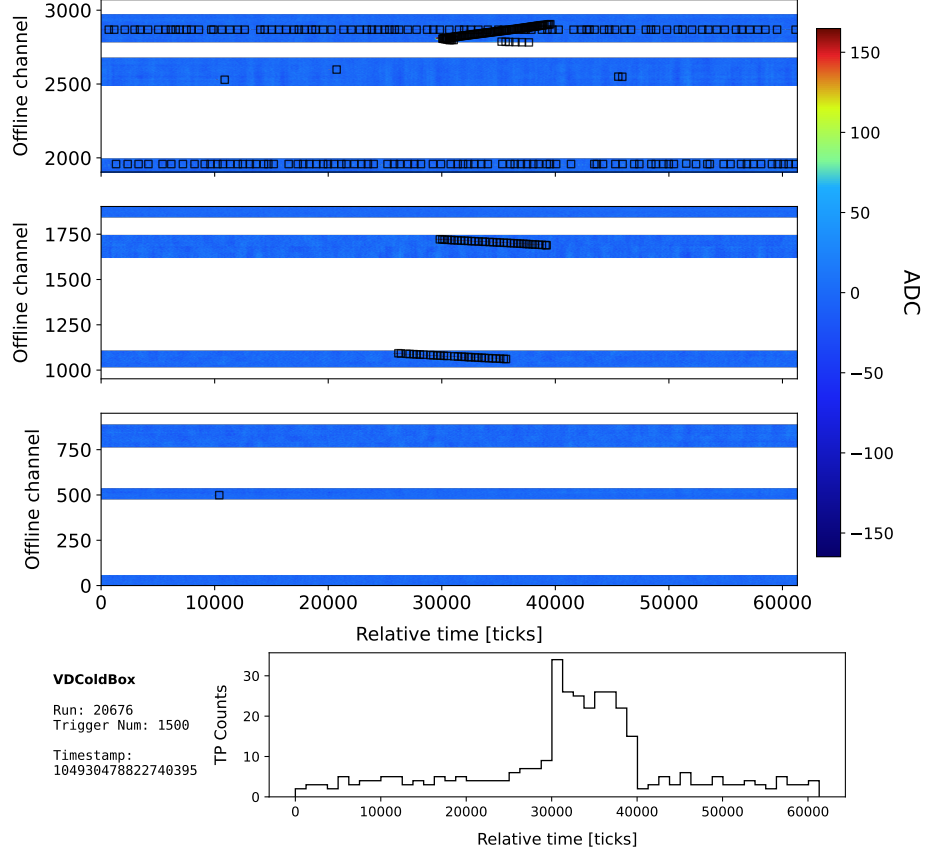 3000
2500
2000
Offline channel
1750
1500
1250
1000
Offline channel
750
500
250
0
Offline channel
0 10000 20000 30000 40000 50000 60000
Relative time [ticks]
150
100
50
0
−50
−100
−150
ADC
VDColdBox
Run: 20676
Trigger Num: 1500
Timestamp:
104930478822740395
30
20
10
0
TP Counts
0 10000 20000 30000 40000 50000 60000
Relative time [ticks]